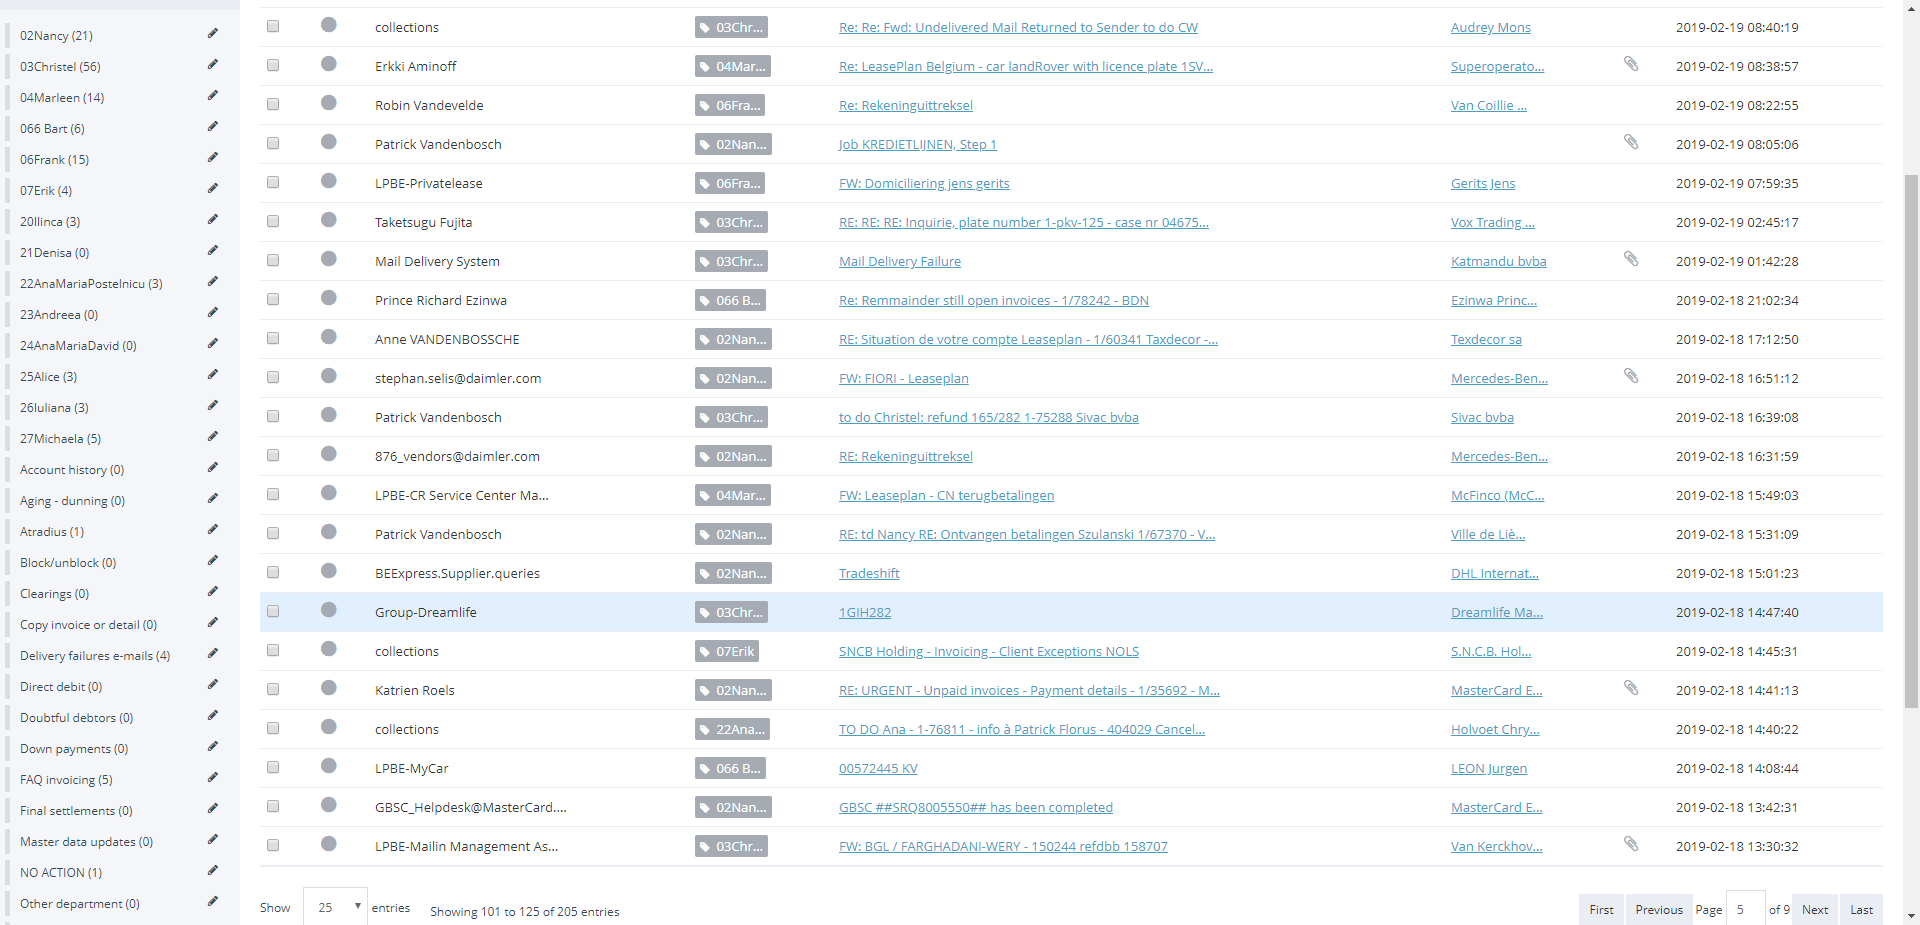 02Nancy (21)
03Christel (56)
04Marleen (14)
066 Bart (6)
06Frank (15)
07Erik (4)
20Ilinca (3)
21Denisa (0)
22AnaMariaPostelnicu (3)
23Andreea (0)
24AnaMariaDavid (0)
25Alice (3)
26Iuliana (3)
27Michaela (5)
Account history (0)
Aging - dunning (0)
Atradius (1)
Block/unblock (0)
Clearings (0)
Copy invoice or detail (0)
Delivery failures e-mails (4)
Direct debit (0)
Doubtful debtors (0)
Down payments (0)
FAQ invoicing (5)
Final settlements (0)
Master data updates (0)
NO ACTION (1)
Other department (0)
collections 03Chr... Re: Re: Fwd: Undelivered Mail Returned to Sender to do CW Audrey Mons 2019-02-19 08:40:19
Erkki Aminoff 04Mar... Re: LeasePlan Belgium - car landRover with licence plate 1SV... Superoperato... 2019-02-19 08:38:57
Robin Vandevelde 06Fra... Re: Rekeninguittreksel Van Coillie ... 2019-02-19 08:22:55
Patrick Vandenbosch 02Nan... Job KREDIETLIJNEN, Step 1 2019-02-19 08:05:06
LPBE-Privatelease 06Fra... FW: Domiciliering jens gerits Gerits Jens 2019-02-19 07:59:35
Taketsugu Fujita 03Chr... RE: RE: RE: Inquirie, plate number 1-pkv-125 - case nr 04675... Vox Trading ... 2019-02-19 02:45:17
Mail Delivery System 03Chr... Mail Delivery Failure Katmandu bvba 2019-02-19 01:42:28
Prince Richard Ezinwa 066 B... Re: Remmainder still open invoices - 1/78242 - BDN Ezinwa Princ... 2019-02-18 21:02:34
Anne VANDENBOSSCHE 02Nan... RE: Situation de votre compte Leaseplan - 1/60341 Taxdecor -... Texdecor sa 2019-02-18 17:12:50
stephan.selis@daimler.com 02Nan... FW: FIORI - Leaseplan Mercedes-Ben... 2019-02-18 16:51:12
Patrick Vandenbosch 03Chr... to do Christel: refund 165/282 1-75288 Sivac bvba Sivac bvba 2019-02-18 16:39:08
876_vendors@daimler.com 02Nan... RE: Rekeninguittreksel Mercedes-Ben... 2019-02-18 16:31:59
LPBE-CR Service Center Ma... 04Mar... FW: Leaseplan - CN terugbetalingen McFinco (McC... 2019-02-18 15:49:03
Patrick Vandenbosch 02Nan... RE: td Nancy RE: Ontvangen betalingen Szulanski 1/67370 - V... Ville de Liè... 2019-02-18 15:31:09
BEExpress.Supplier.queries 02Nan... Tradeshift DHL Internat... 2019-02-18 15:01:23
Group-Dreamlife 03Chr... 1GIH282 Dreamlife Ma... 2019-02-18 14:47:40
collections 07Erik SNCB Holding - Invoicing - Client Exceptions NOLS S.N.C.B. Hol... 2019-02-18 14:45:31
Katrien Roels 02Nan... RE: URGENT - Unpaid invoices - Payment details - 1/35692 - M... MasterCard E... 2019-02-18 14:41:13
collections 22Ana... TO DO Ana - 1-76811 - info à Patrick Florus - 404029 Cancel... Holvoet Chry... 2019-02-18 14:40:22
LPBE-MyCar 066 B... 00572445 KV LEON Jurgen 2019-02-18 14:08:44
GBSC_Helpdesk@MasterCard.... 02Nan... GBSC ##SRQ8005550## has been completed MasterCard E... 2019-02-18 13:42:31
LPBE-Mailin Management As... 03Chr... FW: BGL / FARGHADANI-WERY - 150244 refdbb 158707 Van Kerckhov... 2019-02-18 13:30:32
Show 25 entries Showing 101 to 125 of 205 entries First Previous Page 5 of 9 Next Last